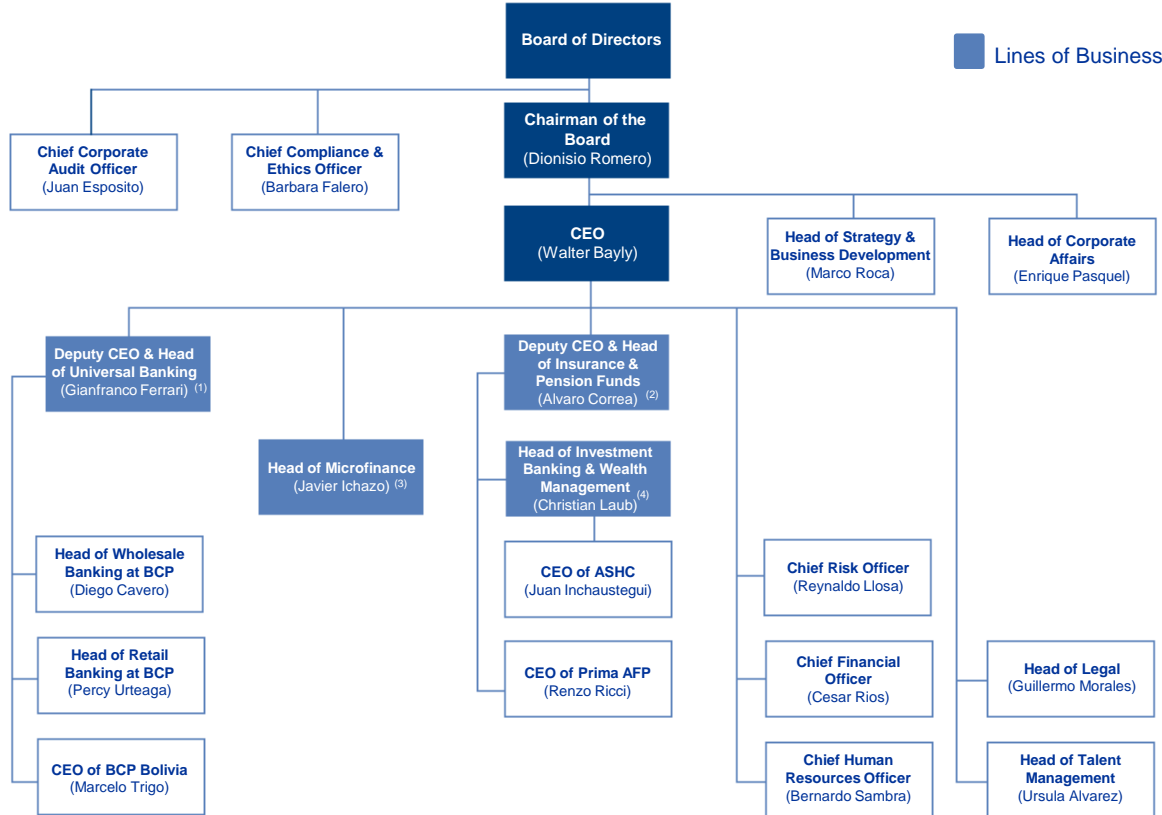 Board of Directors
Lines of Business
Chairman of the
Board
(Dionisio Romero)
Chief Corporate
Audit Officer
(Juan Esposito)
Chief Compliance &
Ethics Officer
(Barbara Falero)
CEO
(Walter Bayly)
Head of Strategy &
Business Development
(Marco Roca)
Head of Corporate
Affairs
(Enrique Pasquel)
Deputy CEO & Head
of Universal Banking
(Gianfranco Ferrari) (1)
Deputy CEO & Head
of Insurance &
Pension Funds
(Alvaro Correa) (2)
Head of Microfinance
(Javier Ichazo) (3)
Head of Investment
Banking & Wealth
Management
(Christian Laub) (4)
Head of Wholesale
Banking at BCP
(Diego Cavero)
CEO of ASHC
(Juan Inchaustegui)
Chief Risk Officer
(Reynaldo Llosa)
Head of Retail
Banking at BCP
(Percy Urteaga)
CEO of Prima AFP
(Renzo Ricci)
Chief Financial
Officer
(Cesar Rios)
Head of Legal
(Guillermo Morales)
CEO of BCP Bolivia
(Marcelo Trigo)
Chief Human
Resources Officer
(Bernardo Sambra)
Head of Talent
Management
(Ursula Alvarez)